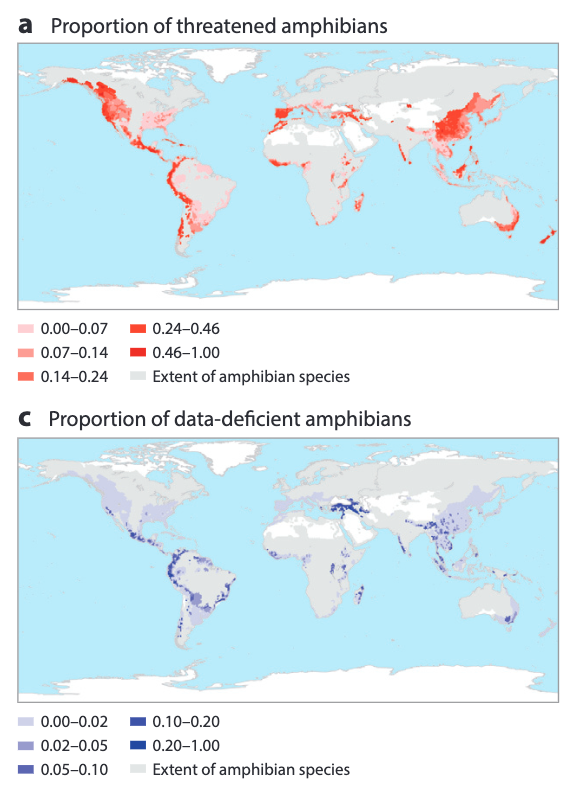 a Proportion of threatened amphibians
0.00–0.07 0.24–0.46
0.07–0.14 0.46–1.00
0.14–0.24 Extent of amphibian species
c Proportion of data-deficient amphibians
0.00–0.02 0.10–0.20
0.02–0.05 0.20–1.00
0.05–0.10 Extent of amphibian species